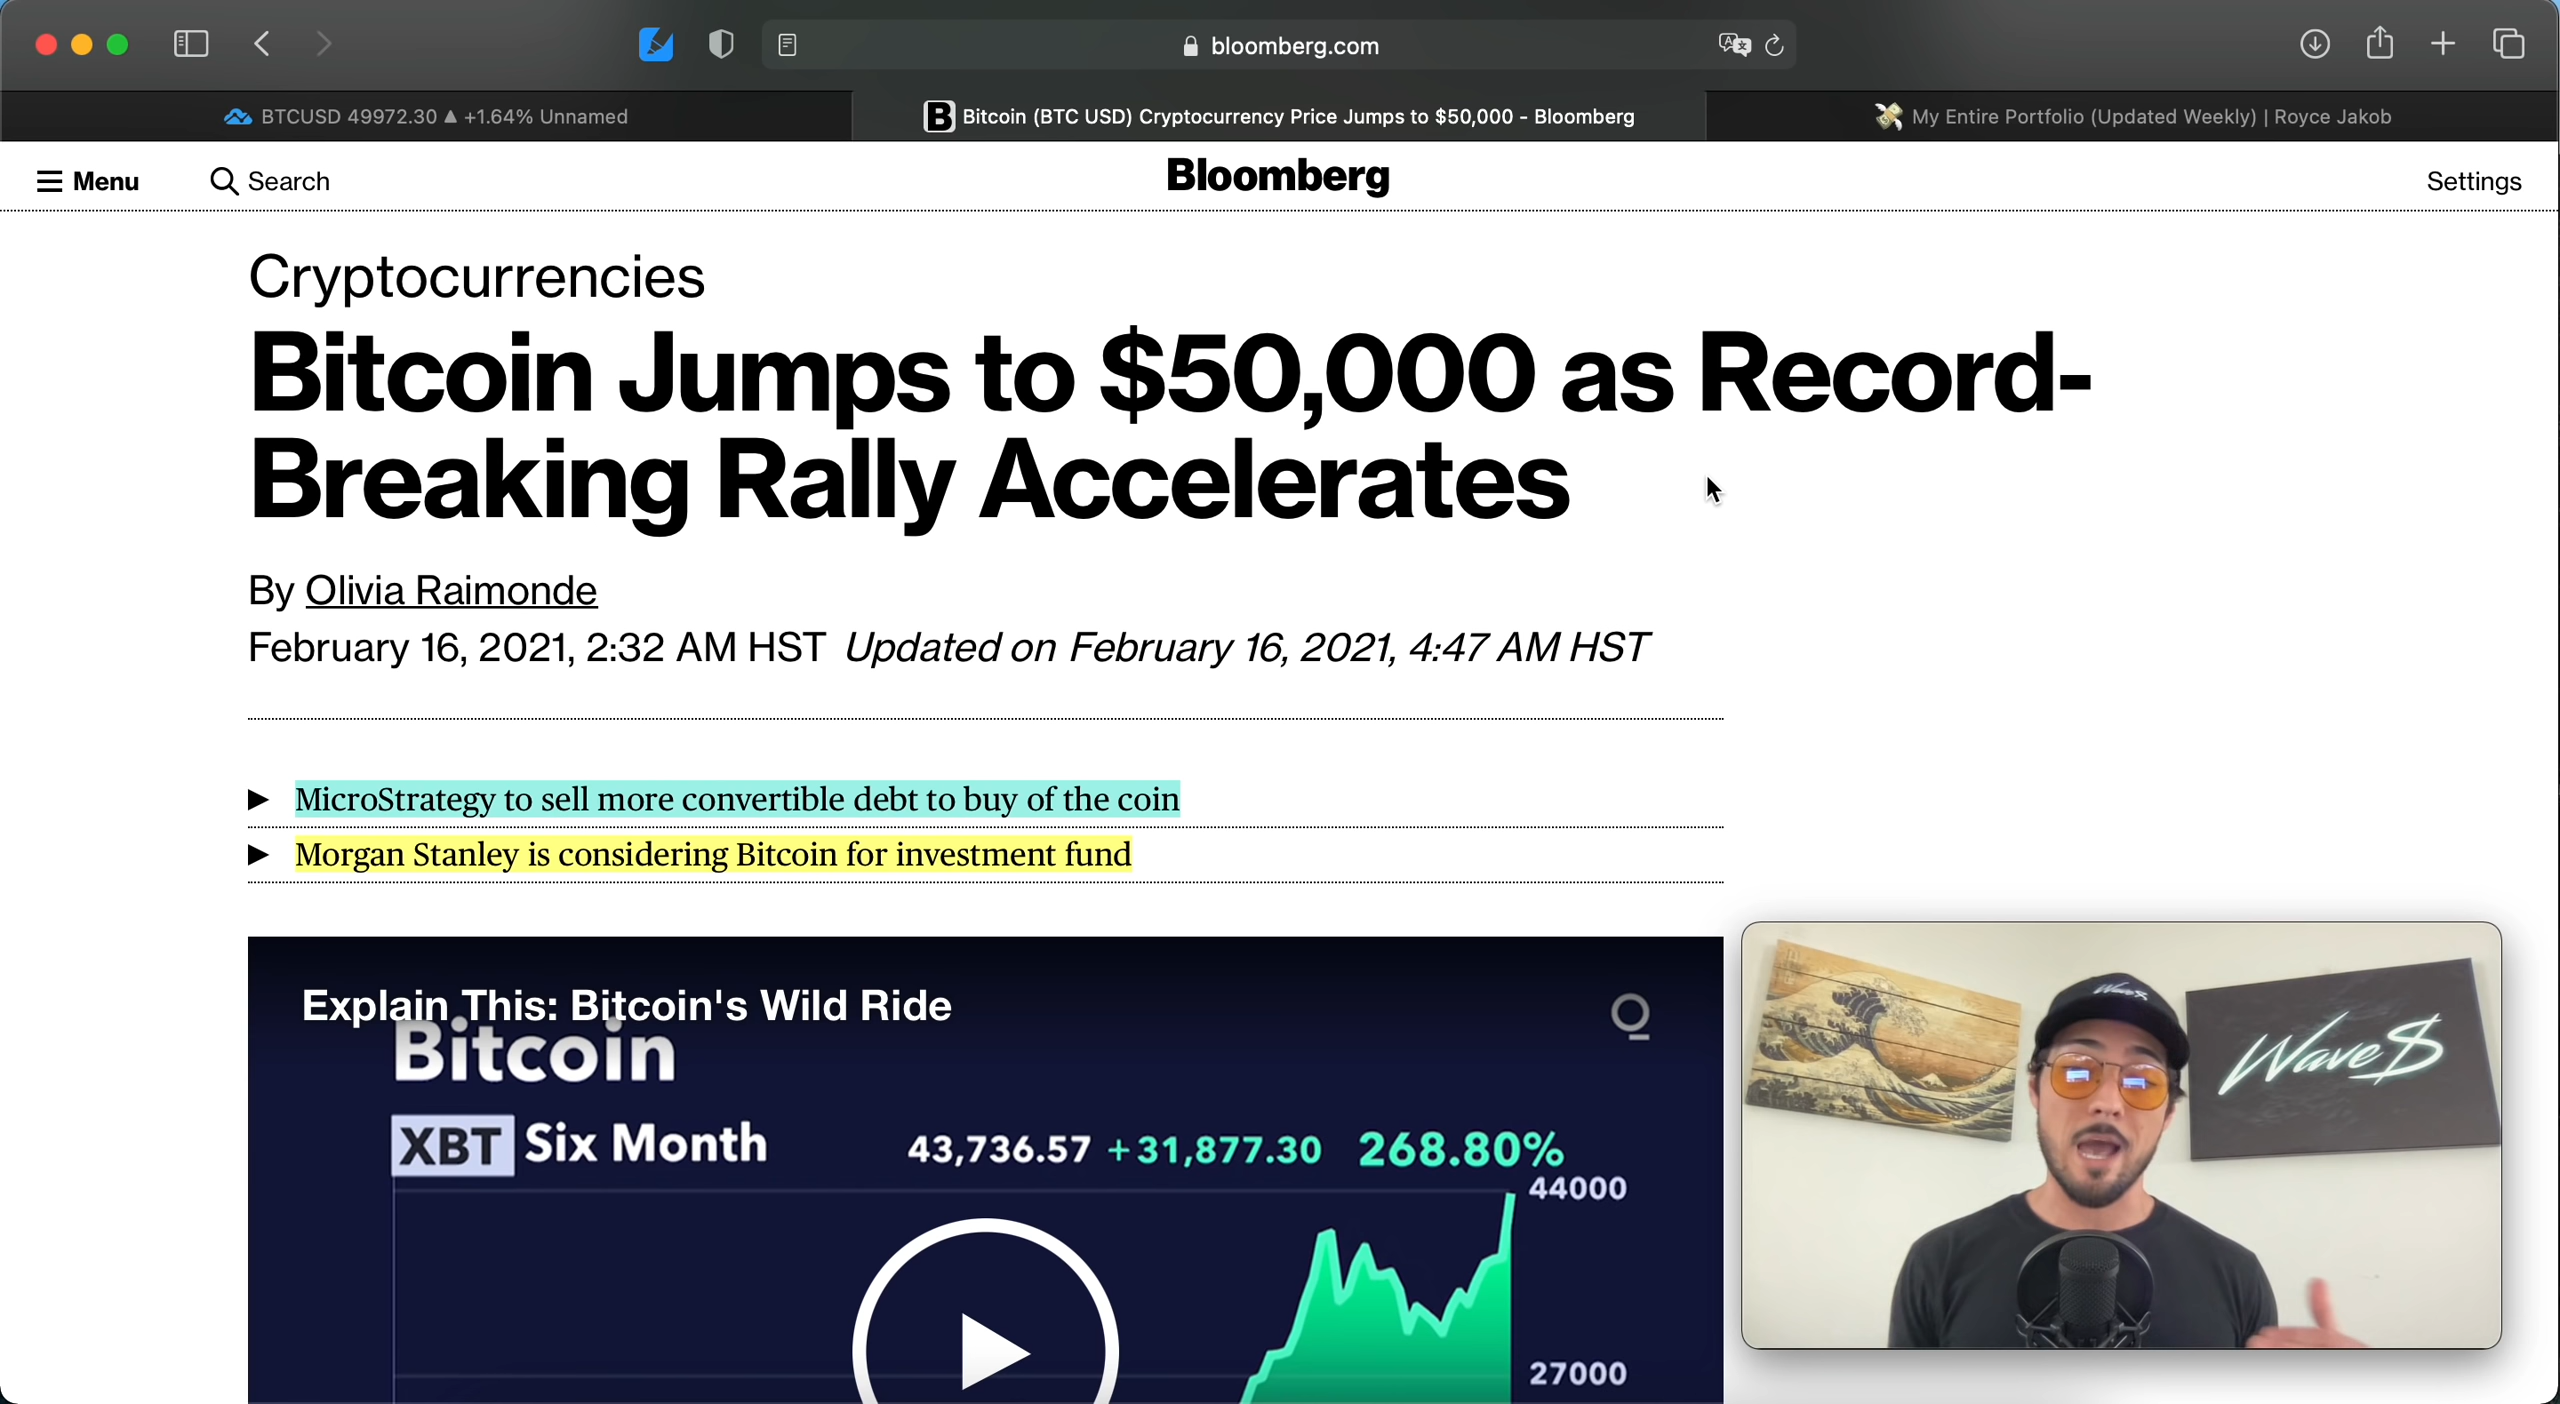 bloomberg.com
BTCUSD 49972.30 ▲ +1.64% Unnamed
B Bitcoin (BTC USD) Cryptocurrency Price Jumps to $50,000 - Bloomberg
My Entire Portfolio (Updated Weekly) | Royce Jakob
Menu
Search
Bloomberg
Settings
Cryptocurrencies
Bitcoin Jumps to $50,000 as Record-
Breaking Rally Accelerates
By Olivia Raimonde
February 16, 2021, 2:32 AM HST Updated on February 16, 2021, 4:47 AM HST
MicroStrategy to sell more convertible debt to buy of the coin
Morgan Stanley is considering Bitcoin for investment fund
Explain This: Bitcoin's Wild Ride
Bitcoin
XBT Six Month 43,736.57 +31,877.30 268.80%
44000
27000
Wave$
Wave$